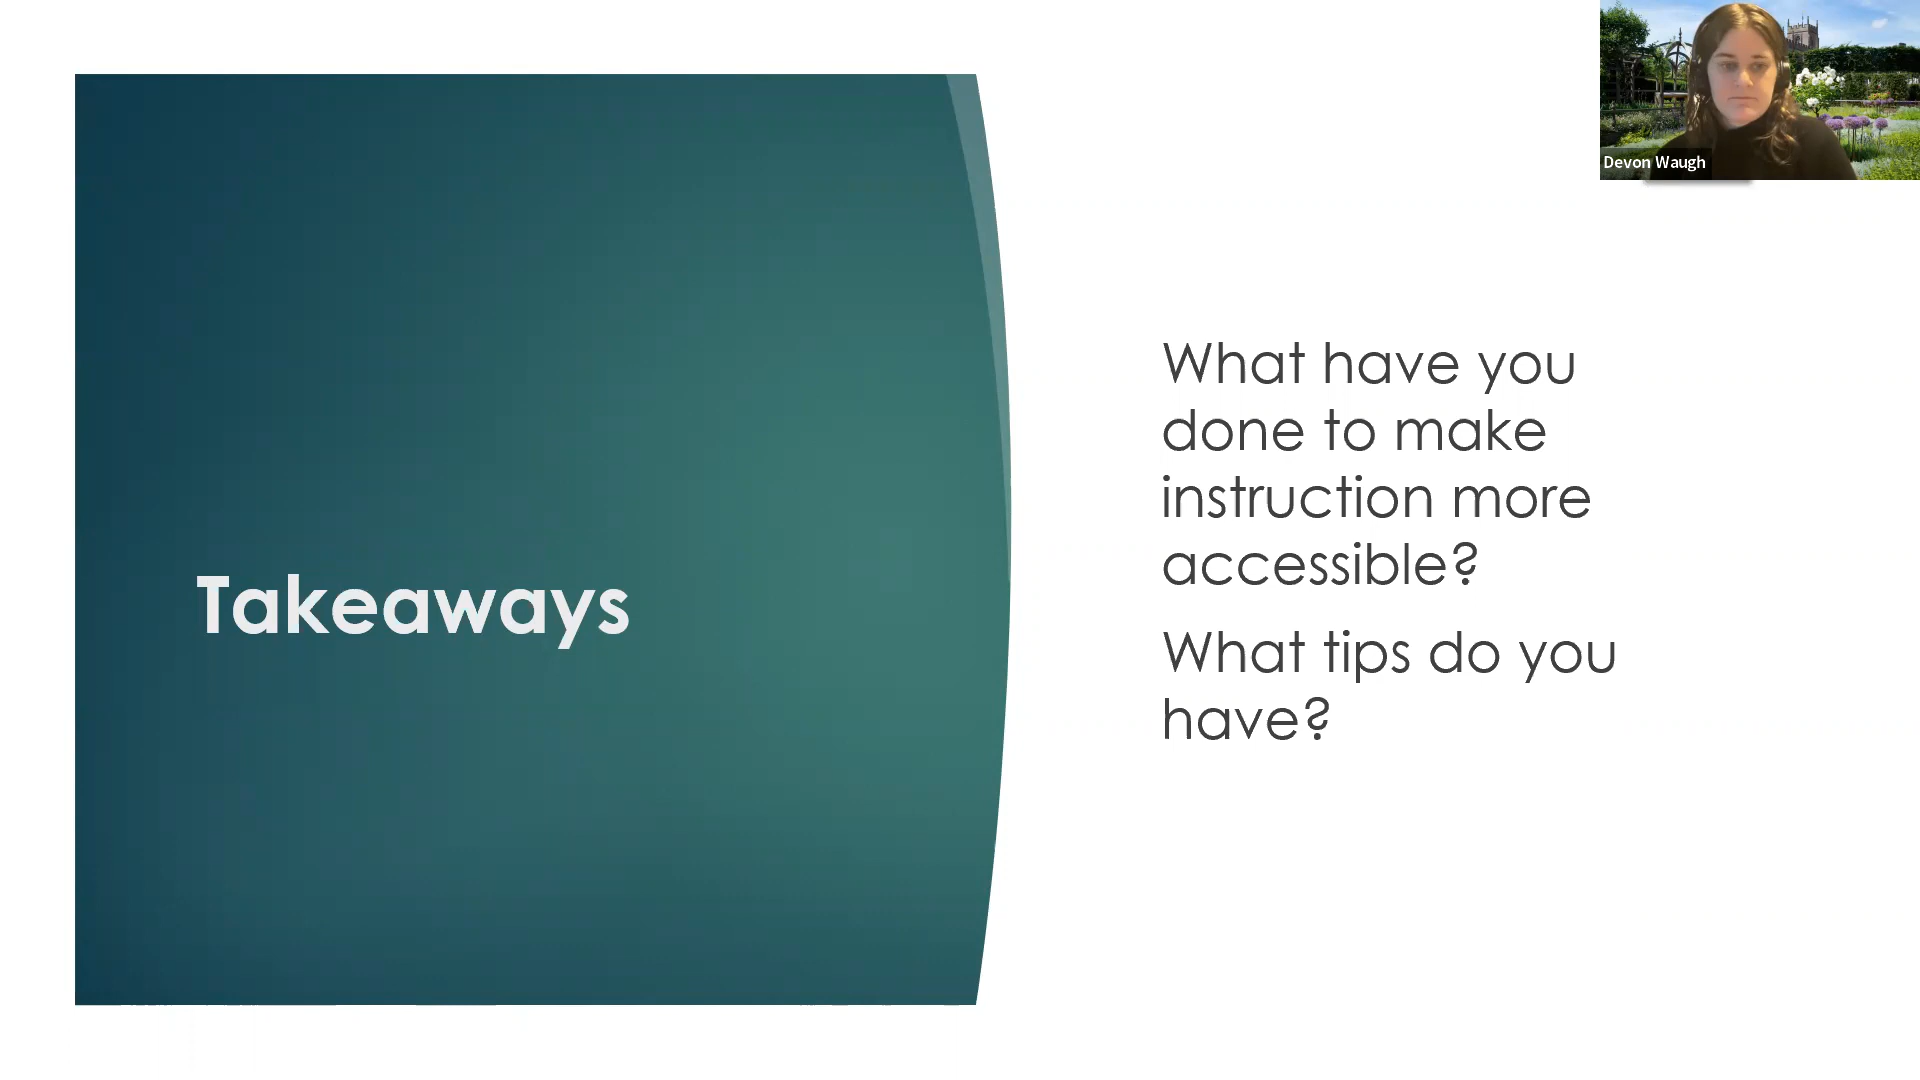 Devon Waugh
Takeaways
What have you
done to make
instruction more
accessible?
What tips do you
have?